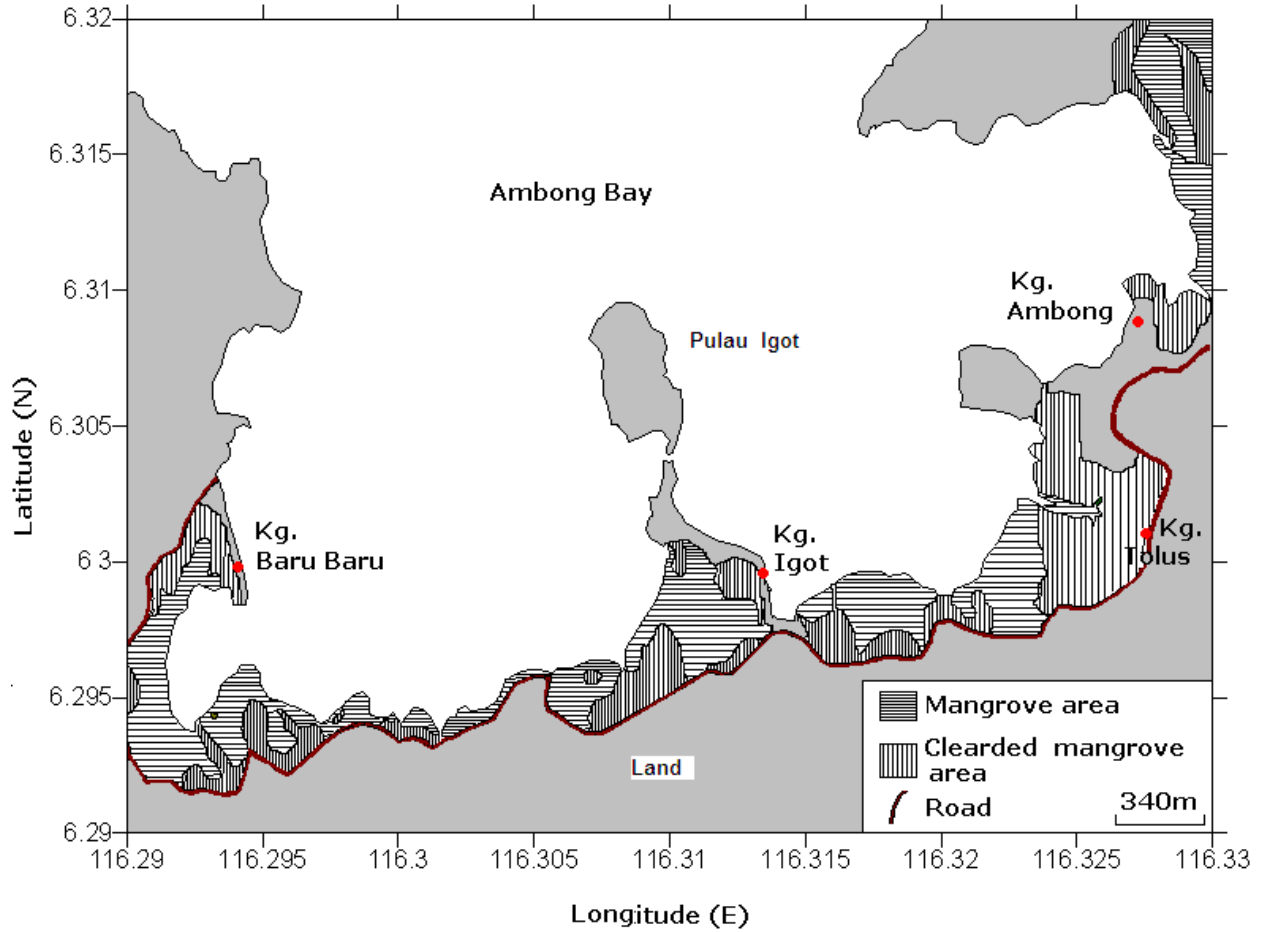 6.32
6.315
6.31
6.305
6.3
6.295
6.29
Latitude (N)
Ambong Bay
Pulau Igot
Kg.
Ambong
Kg.
Baru Baru
Kg.
Igot
Kg.
Tolus
Land
Mangrove area
Clearded mangrove
area
Road
340m
116.29
116.295
116.3
116.305
116.31
116.315
116.32
116.325
116.33
Longitude (E)